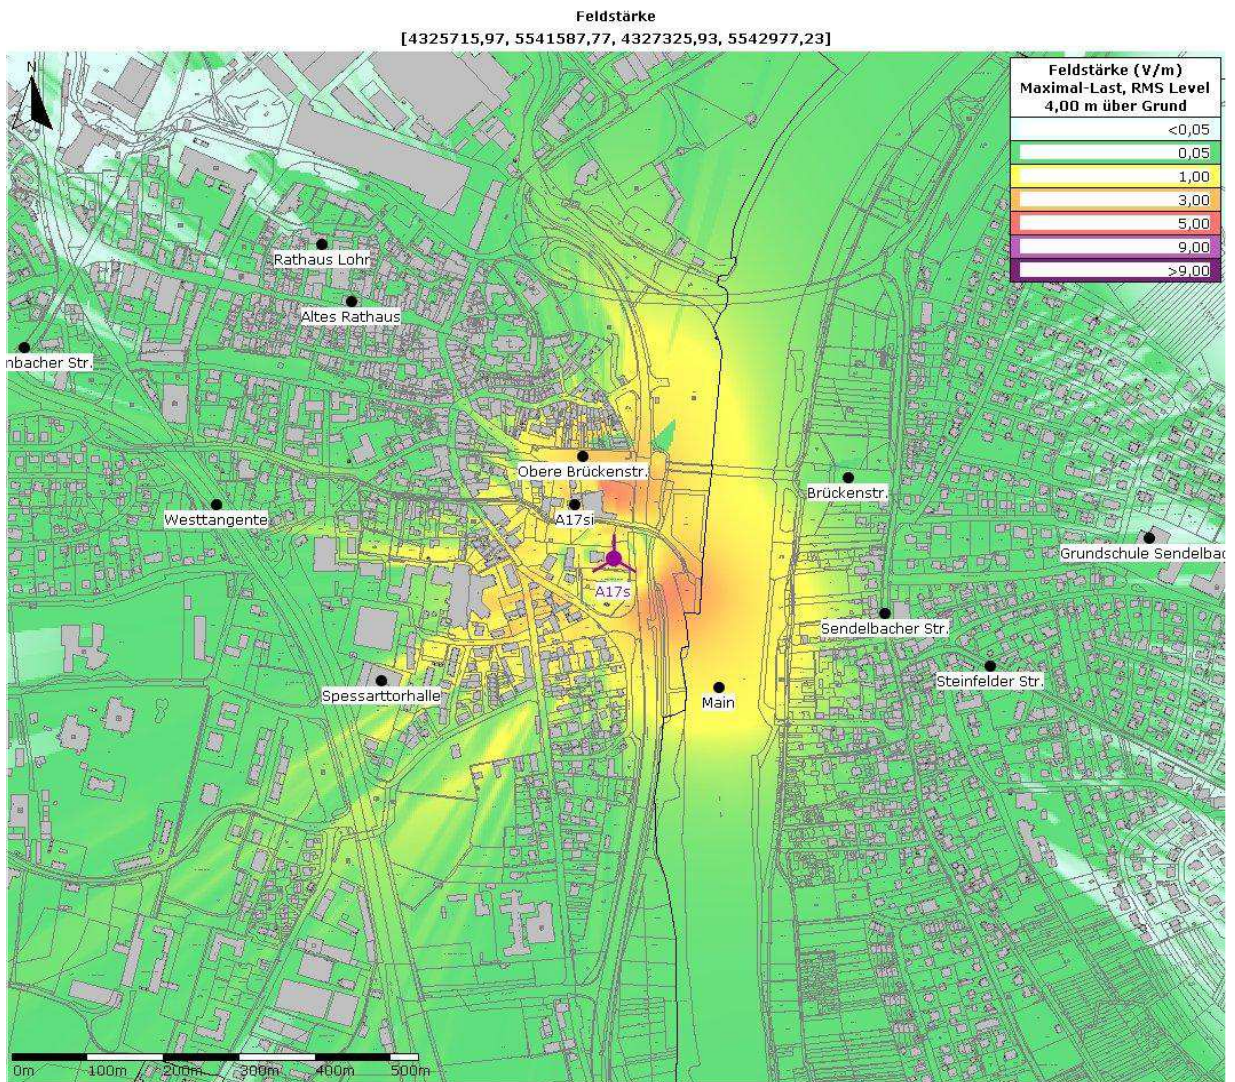 Feldstärke
[4325715,97, 5541587,77, 4327325,93, 5542977,23]
N
Feldstärke (V/m)
Maximal-Last, RMS Level
4,00 m über Grund
<0,05
0,05
1,00
3,00
5,00
9,00
>9,00
Rathaus Lohr
Altes Rathaus
nbacher Str.
Obere Brückenstr.
Brückenstr.
Westtangente
A17si
Grundschule Sendelbac
A17s
Sendelbacher Str.
Steinfelder Str.
Spessarttorhalle
Main
0m 100m 200m 300m 400m 500m